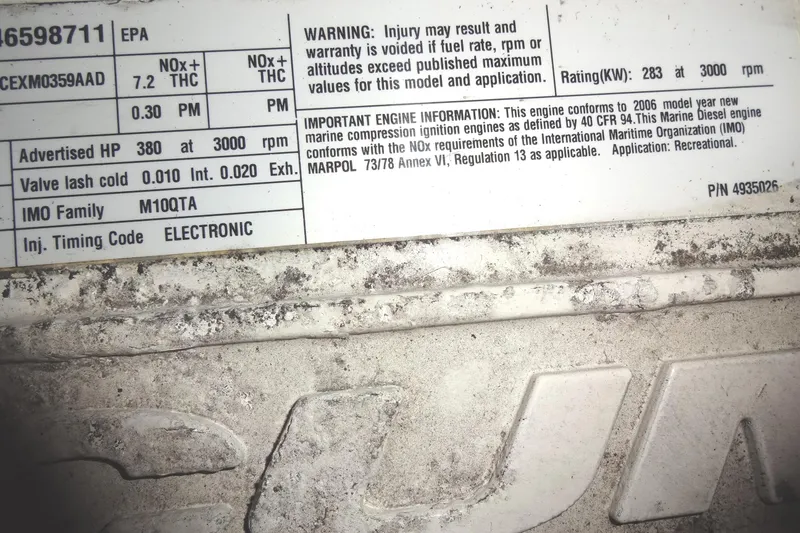 46598711 EPA
CEXM0359AAD 7.2 NOx+ THC NOx+ THC
0.30 PM PM
Advertised HP 380 at 3000 rpm
Valve lash cold 0.010 Int. 0.020 Exh.
IMO Family M10QTA
Inj. Timing Code ELECTRONIC
WARNING: Injury may result and
warranty is voided if fuel rate, rpm or
altitudes exceed published maximum
values for this model and application.
Rating(KW): 283 at 3000 rpm
IMPORTANT ENGINE INFORMATION: This engine conforms to 2006 model year new
marine compression ignition engines as defined by 40 CFR 94.This Marine Diesel engine
conforms with the NOx requirements of the International Maritime Organization (IMO)
MARPOL 73/78 Annex VI, Regulation 13 as applicable. Application: Recreational.
P/N 4935026
CUM